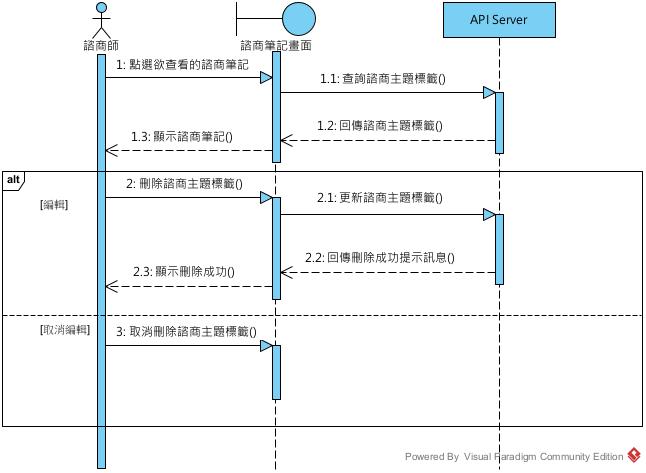 諮商師
諮商筆記畫面
API Server
1: 點選欲查看的諮商筆記
1.1: 查詢諮商主題標籤()
1.2: 回傳諮商主題標籤()
1.3: 顯示諮商筆記()
alt
[編輯]
2: 刪除諮商主題標籤()
2.1: 更新諮商主題標籤()
2.2: 回傳刪除成功提示訊息()
2.3: 顯示刪除成功()
[取消編輯]
3: 取消刪除諮商主題標籤()
Powered By Visual Paradigm Community Edition